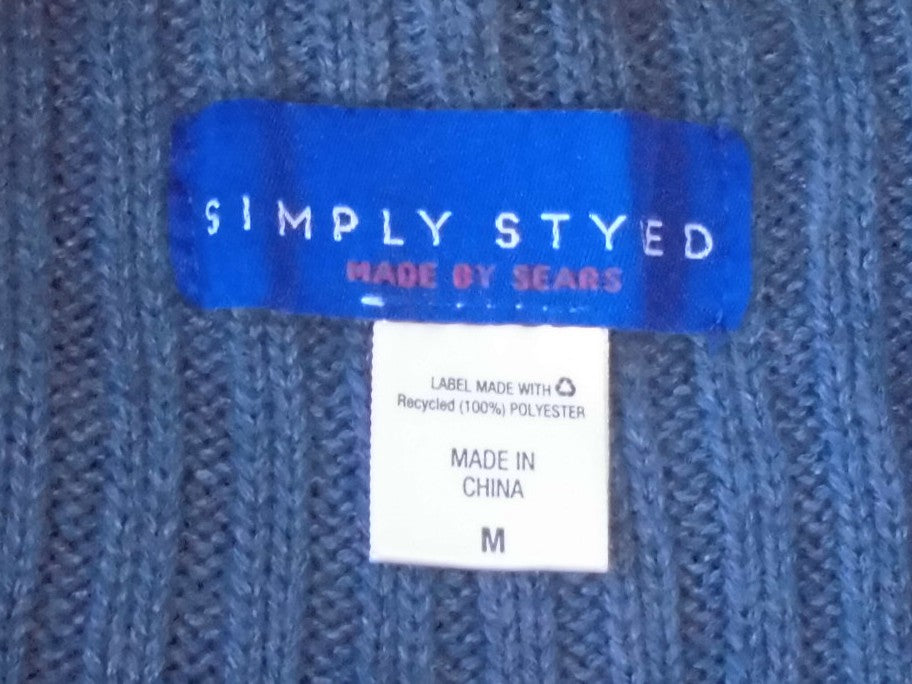 SIMPLY STYED
MADE BY SEARS
LABEL MADE WITH
Recycled (100%) POLYESTER
MADE IN
CHINA
M